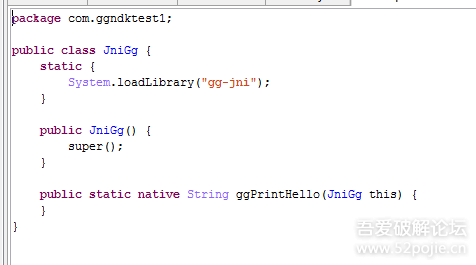 package com.ggndktest1;
public class JniGg {
static {
System.loadLibrary("gg-jni");
}
public JniGg() {
super();
}
public static native String ggPrintHello(JniGg this) {
}
}
吾爱破解论坛
www.52pojie.cn